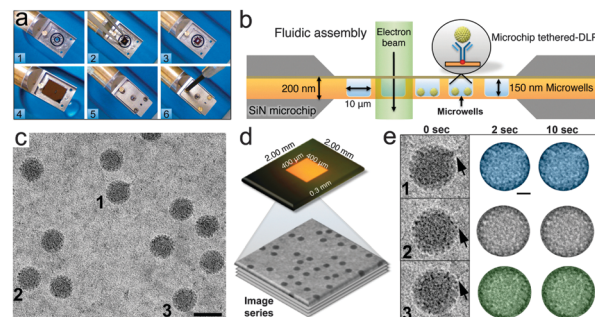 a
1
2
3
4
5
6
b
Fluidic assembly
Electron
beam
Microchip tethered-DLP
200 nm
10 µm
150 nm Microwells
SiN microchip
Microwells
c
1
2
3
d
2.00 mm
2.00 mm
400 µm
400 µm
0.3 mm
Image
series
e
0 sec
2 sec
10 sec
1
2
3